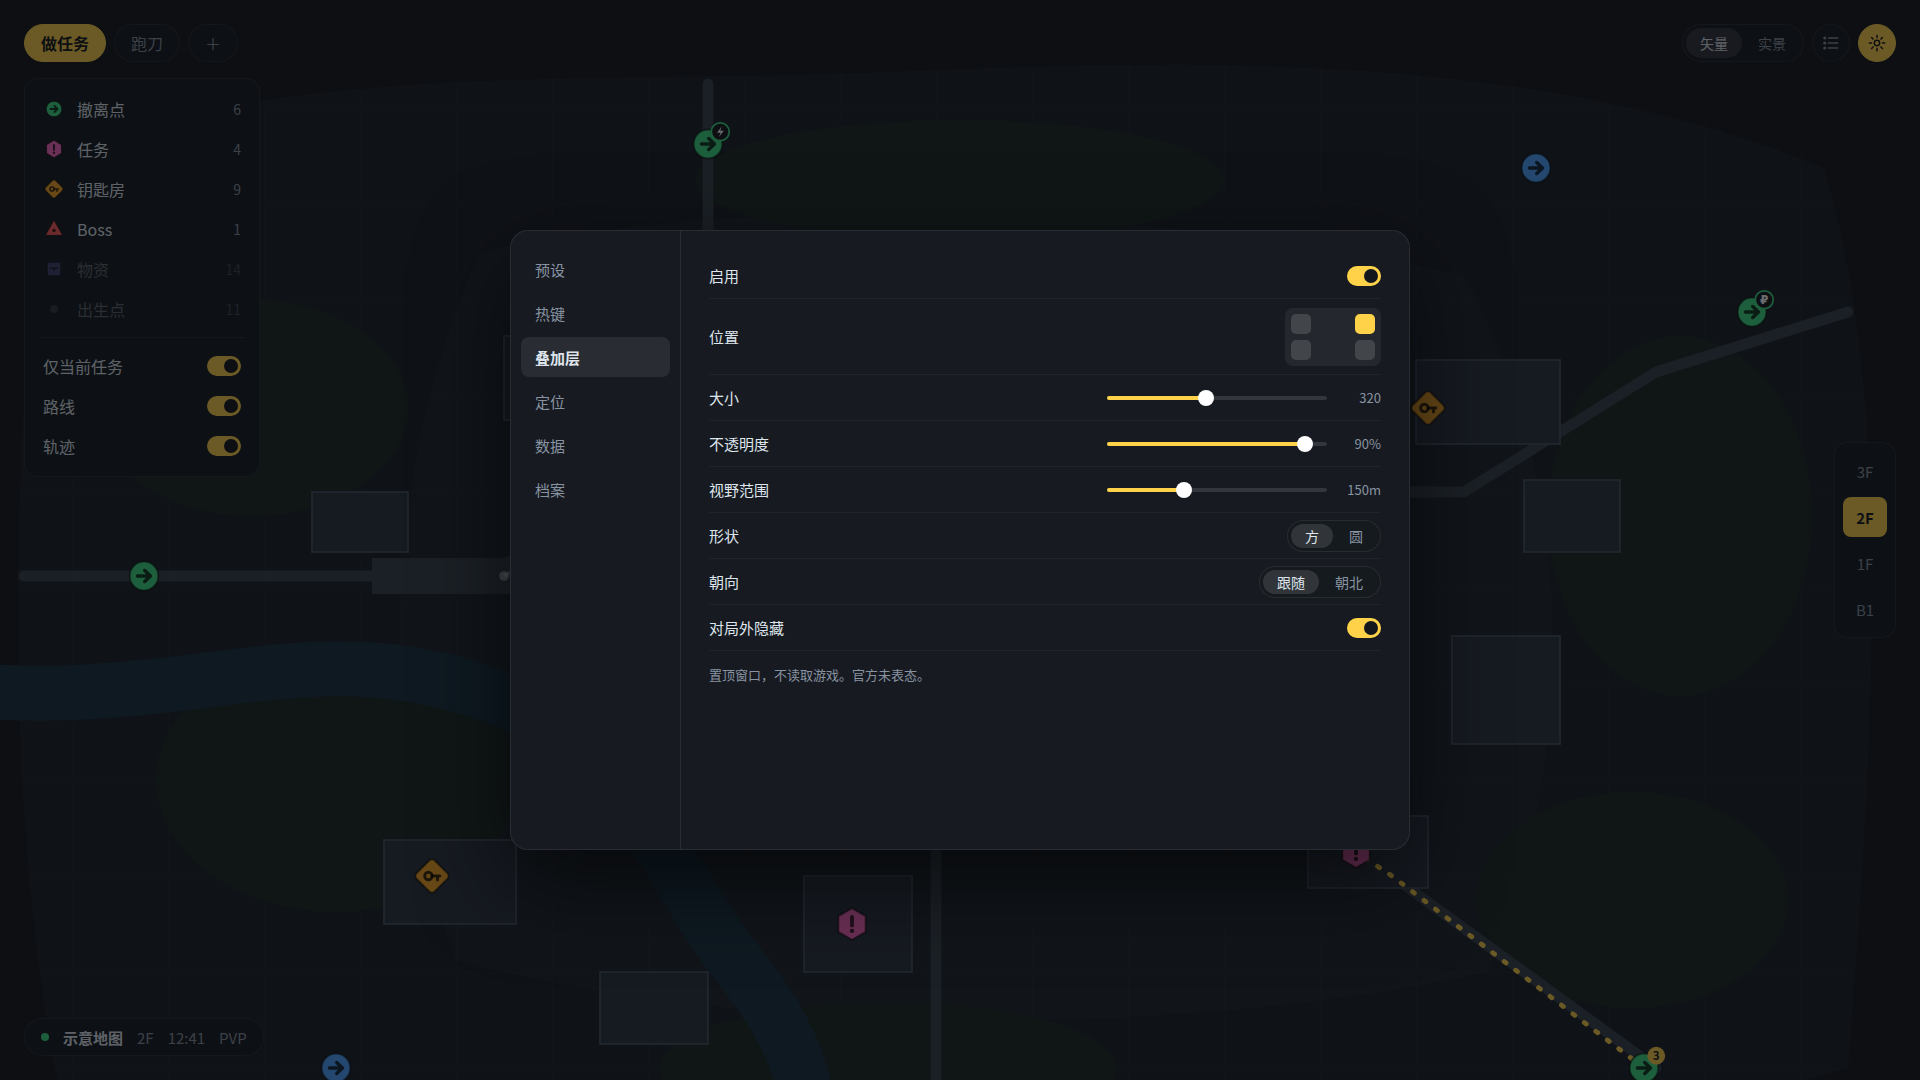 做任务
跑刀
+
矢量
实景
撤离点 6
任务 4
钥匙房 9
Boss 1
物资 14
出生点 11
仅当前任务
路线
轨迹
预设
热键
叠加层
定位
数据
档案
启用
位置
大小 320
不透明度 90%
视野范围 150m
形状 方 圆
朝向 跟随 朝北
对局外隐藏
置顶窗口，不读取游戏。官方未表态。
₽
3F
2F
1F
B1
示意地图 2F 12:41 PVP
3